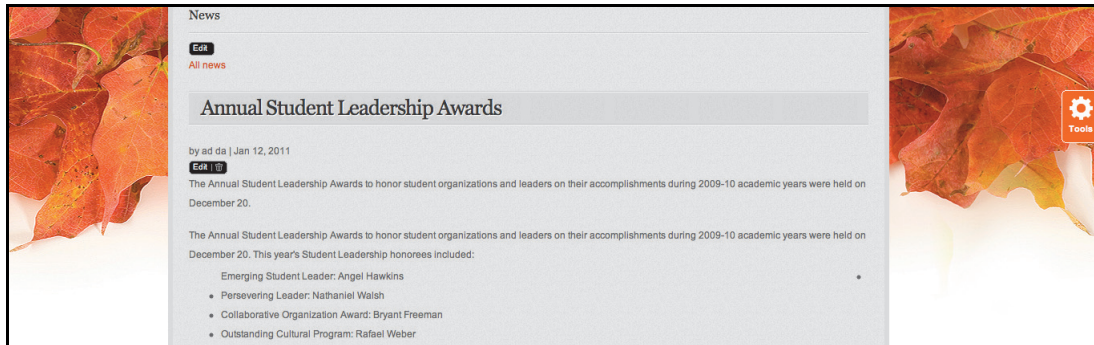 News
Edit
All news
Annual Student Leadership Awards
Tools
by ad da | Jan 12, 2011
Edit |
The Annual Student Leadership Awards to honor student organizations and leaders on their accomplishments during 2009-10 academic years were held on
December 20.
The Annual Student Leadership Awards to honor student organizations and leaders on their accomplishments during 2009-10 academic years were held on
December 20. This year's Student Leadership honorees included:
Emerging Student Leader: Angel Hawkins
• Persevering Leader: Nathaniel Walsh
• Collaborative Organization Award: Bryant Freeman
• Outstanding Cultural Program: Rafael Weber